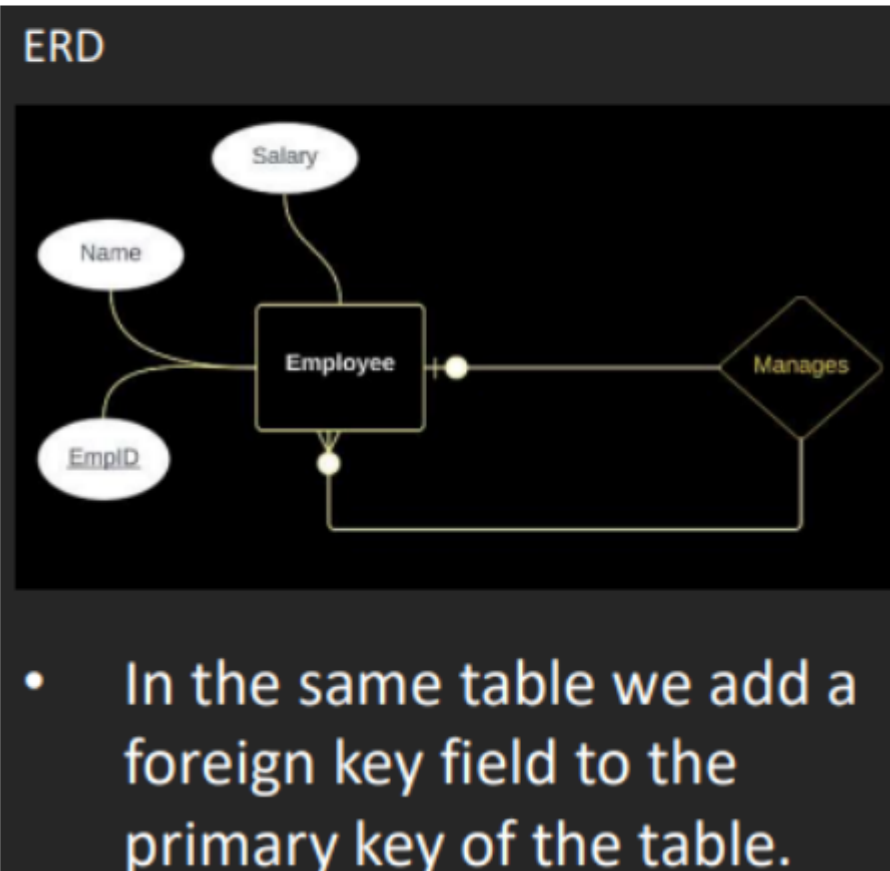 ERD
Salary
Name
Employee
Manages
EmpID
• In the same table we add a
foreign key field to the
primary key of the table.